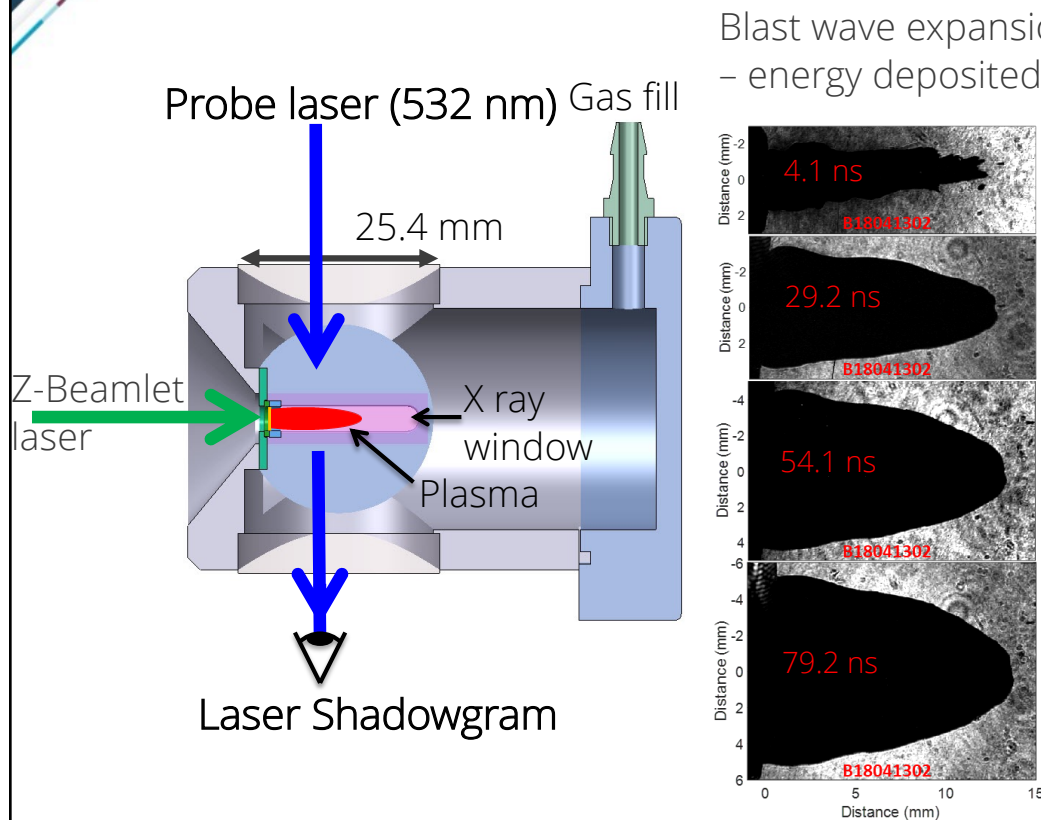 Blast wave expansio
– energy deposited
Probe laser (532 nm)
Gas fill
25.4 mm
Z-Beamlet
laser
X ray
window
Plasma
Laser Shadowgram
Distance (mm)
-2
0
2
4.1 ns
B18041302
Distance (mm)
-2
0
2
29.2 ns
B18041302
Distance (mm)
-4
-2
0
2
4
54.1 ns
B18041302
Distance (mm)
-6
-4
-2
0
2
4
6
79.2 ns
B18041302
0 5 10 15
Distance (mm)